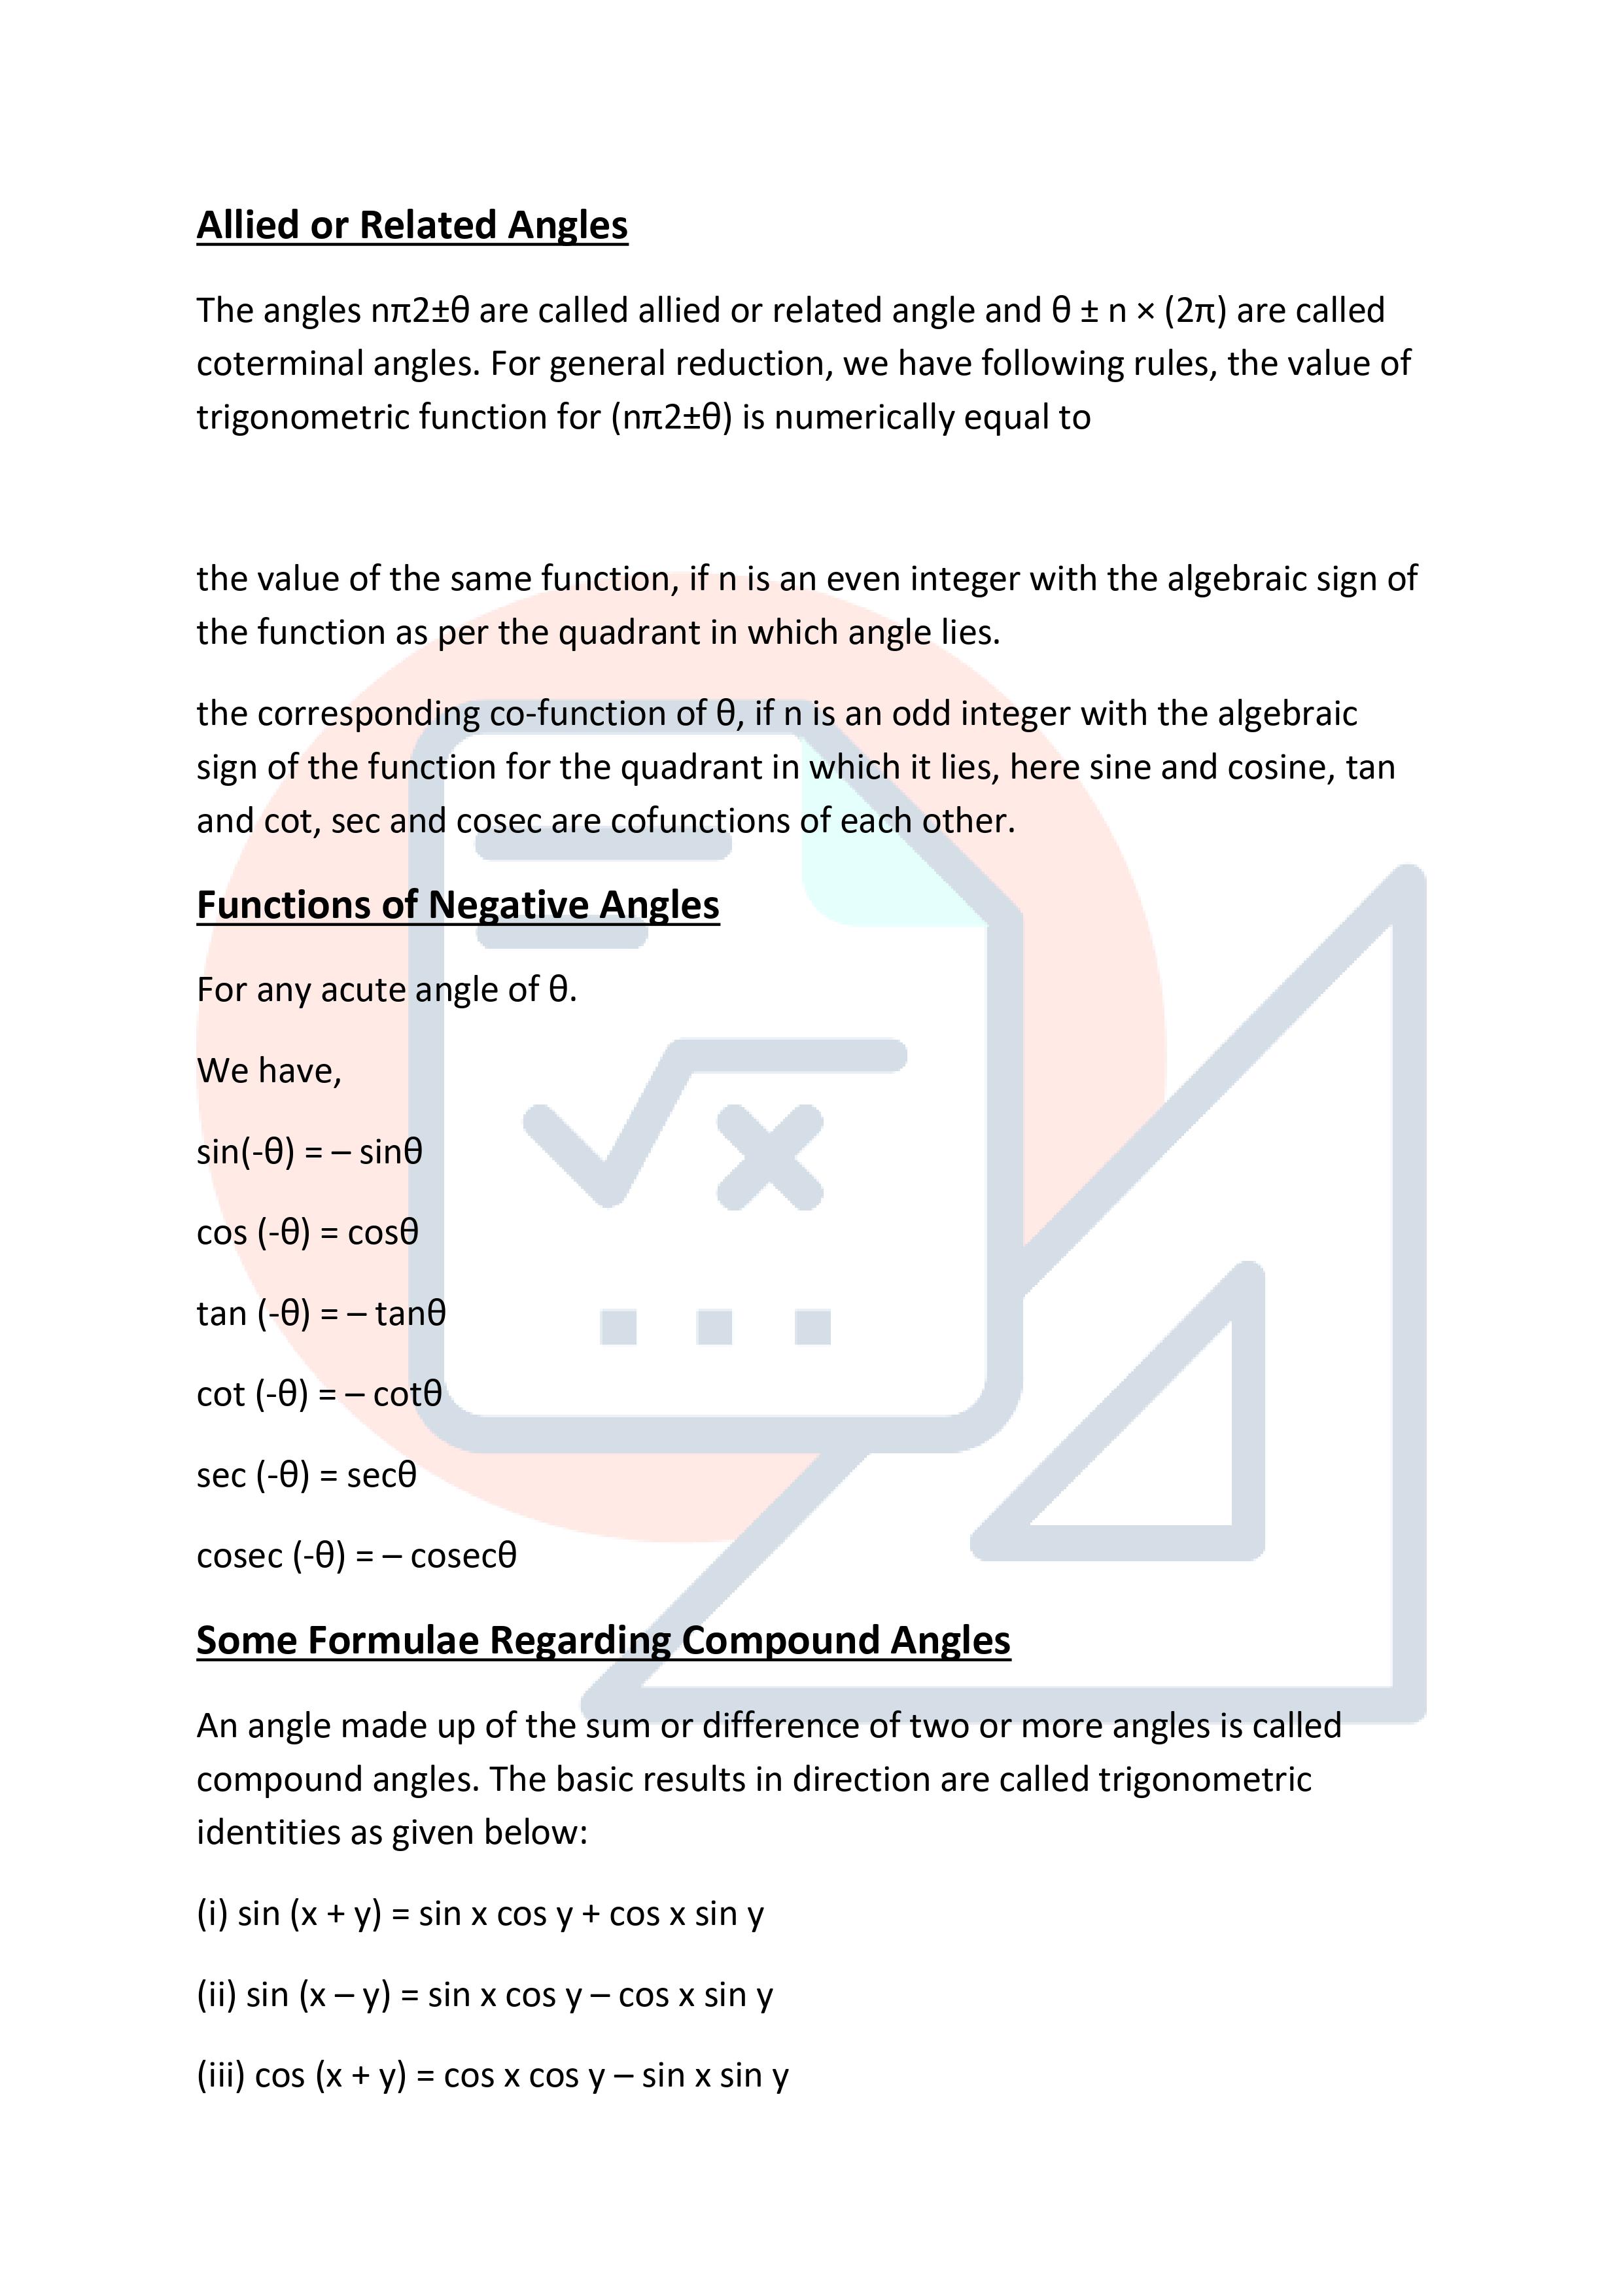 Allied or Related Angles
The angles nπ2±θ are called allied or related angle and θ ± n × (2π) are called
coterminal angles. For general reduction, we have following rules, the value of
trigonometric function for (nπ2±θ) is numerically equal to
the value of the same function, if n is an even integer with the algebraic sign of
the function as per the quadrant in which angle lies.
the corresponding co-function of θ, if n is an odd integer with the algebraic
sign of the function for the quadrant in which it lies, here sine and cosine, tan
and cot, sec and cosec are cofunctions of each other.
Functions of Negative Angles
For any acute angle of θ.
We have,
sin(-θ) = – sinθ
cos (-θ) = cosθ
tan (-θ) = – tanθ
cot (-θ) = – cotθ
sec (-θ) = secθ
cosec (-θ) = – cosecθ
Some Formulae Regarding Compound Angles
An angle made up of the sum or difference of two or more angles is called
compound angles. The basic results in direction are called trigonometric
identities as given below:
(i) sin (x + y) = sin x cos y + cos x sin y
(ii) sin (x – y) = sin x cos y – cos x sin y
(iii) cos (x + y) = cos x cos y – sin x sin y